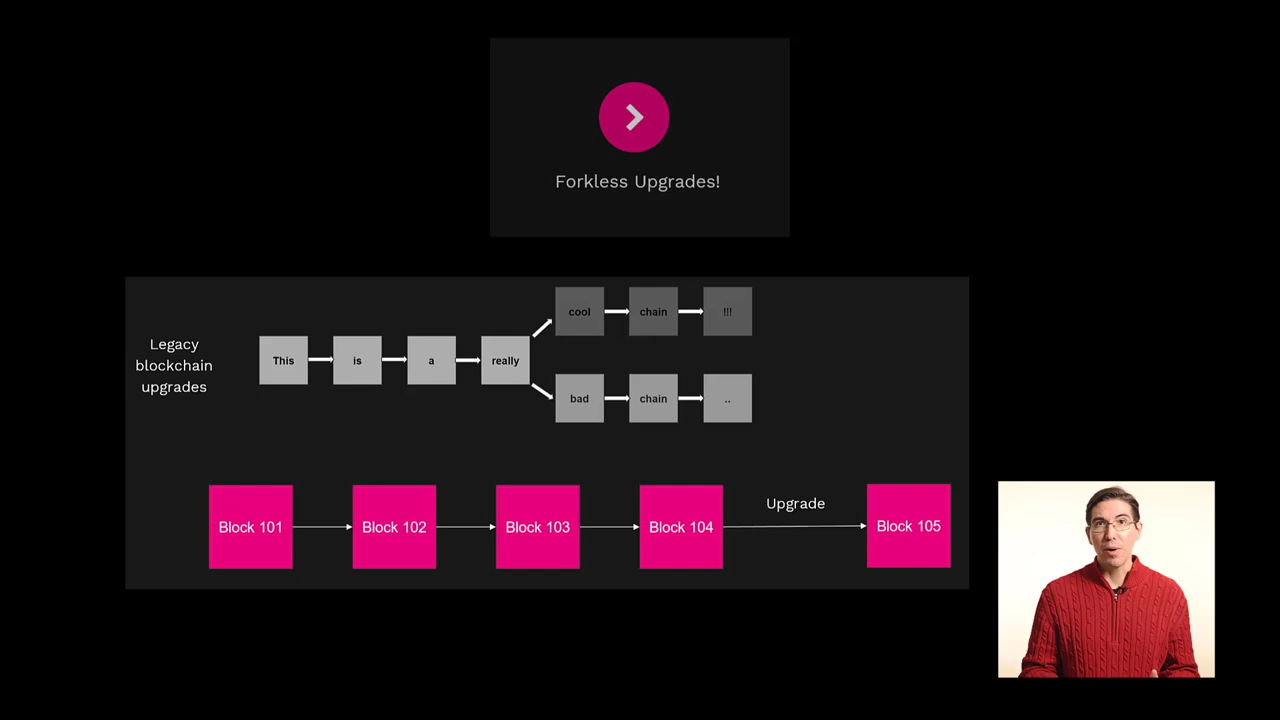 Forkless Upgrades!
Legacy
blockchain
upgrades
This is a really
cool chain !!!
bad chain ..
Block 101 Block 102 Block 103 Block 104 Upgrade Block 105